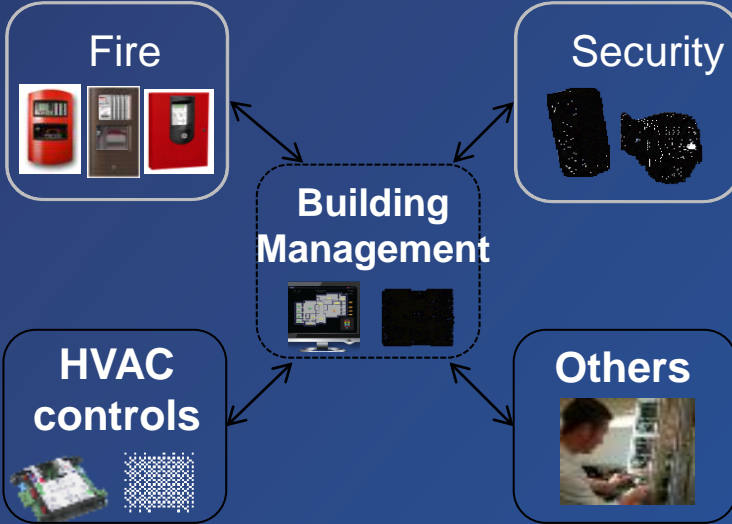 Fire
Security
Building
Management
HVAC
controls
Others